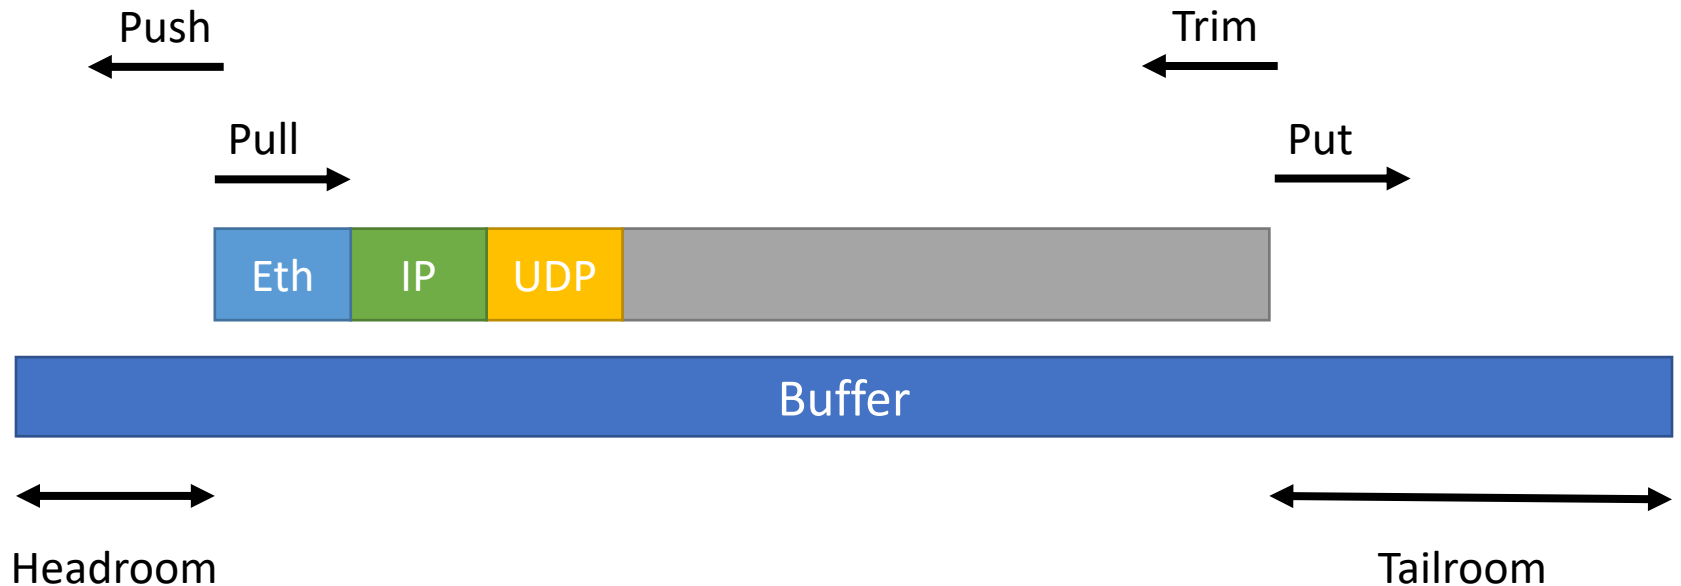 Push
Trim
Pull
Put
Eth
IP
UDP
Buffer
Headroom
Tailroom